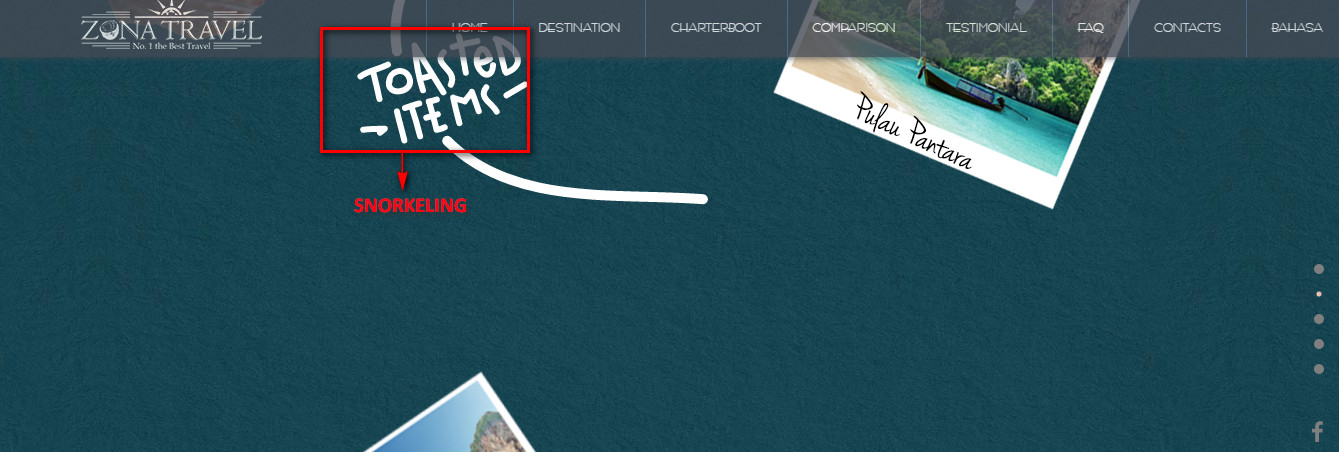 ZONA TRAVEL
No. 1 the Best Travel
HOME
DESTINATION
CHARTERBOOT
COMPARISON
TESTIMONIAL
FAQ
CONTACTS
BAHASA
TOASTED
-ITEMS-
SNORKELING
Pulau Pantara
f